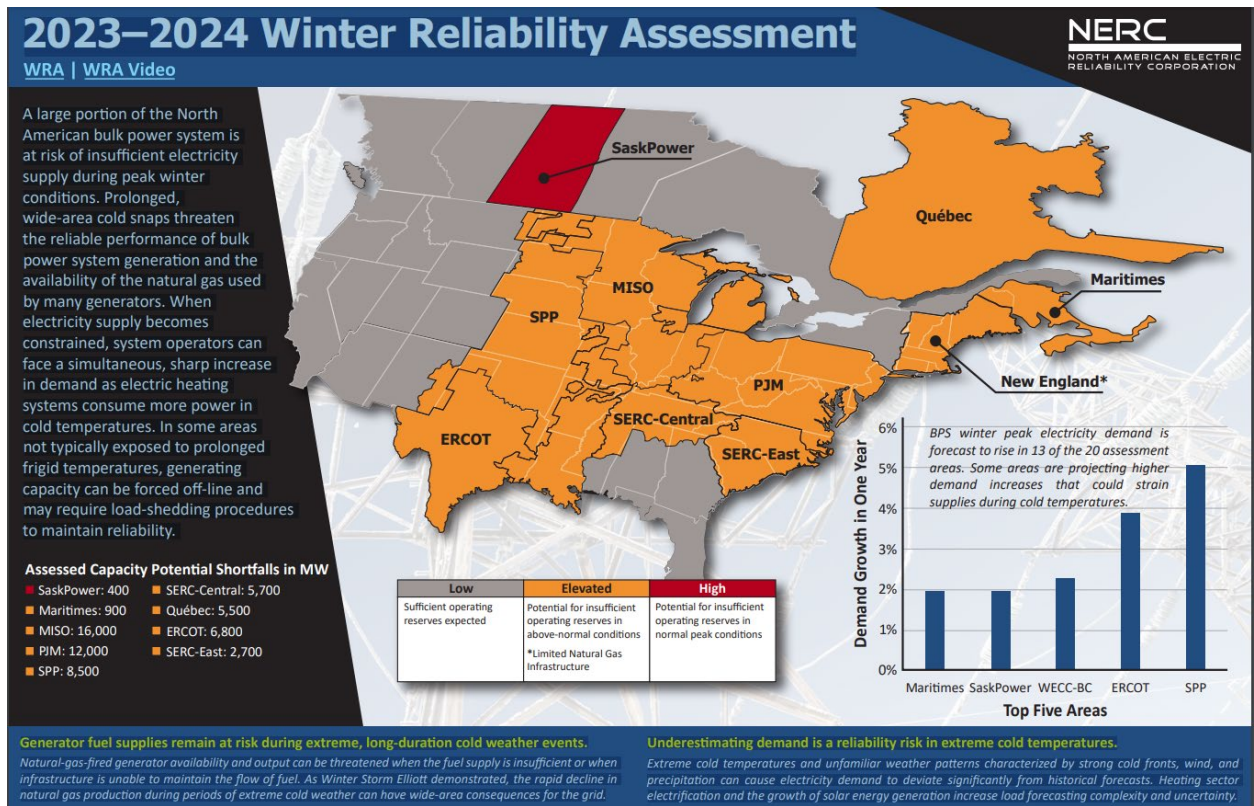 2023–2024 Winter Reliability Assessment
WRA | WRA Video
NERC
NORTH AMERICAN ELECTRIC
RELIABILITY CORPORATION
A large portion of the North
American bulk power system is
at risk of insufficient electricity
supply during peak winter
conditions. Prolonged,
wide-area cold snaps threaten
the reliable performance of bulk
power system generation and the
availability of the natural gas used
by many generators. When
electricity supply becomes
constrained, system operators can
face a simultaneous, sharp increase
in demand as electric heating
systems consume more power in
cold temperatures. In some areas
not typically exposed to prolonged
frigid temperatures, generating
capacity can be forced off-line and
may require load-shedding procedures
to maintain reliability.
Assessed Capacity Potential Shortfalls in MW
SaskPower: 400
Maritimes: 900
MISO: 16,000
PJM: 12,000
SPP: 8,500
SERC-Central: 5,700
Québec: 5,500
ERCOT: 6,800
SERC-East: 2,700
SaskPower
Québec
Maritimes
MISO
SPP
New England*
PJM
SERC-Central
ERCOT
SERC-East
Low
Sufficient operating
reserves expected
Elevated
Potential for insufficient
operating reserves in
above-normal conditions
*Limited Natural Gas
Infrastructure
High
Potential for insufficient
operating reserves in
normal peak conditions
BPS winter peak electricity demand is
forecast to rise in 13 of the 20 assessment
areas. Some areas are projecting higher
demand increases that could strain
supplies during cold temperatures.
Demand Growth in One Year
6%
5%
4%
3%
2%
1%
0%
Maritimes SaskPower WECC-BC ERCOT SPP
Top Five Areas
Generator fuel supplies remain at risk during extreme, long-duration cold weather events.
Natural-gas-fired generator availability and output can be threatened when the fuel supply is insufficient or when
infrastructure is unable to maintain the flow of fuel. As Winter Storm Elliott demonstrated, the rapid decline in
natural gas production during periods of extreme cold weather can have wide-area consequences for the grid.
Underestimating demand is a reliability risk in extreme cold temperatures.
Extreme cold temperatures and unfamiliar weather patterns characterized by strong cold fronts, wind, and
precipitation can cause electricity demand to deviate significantly from historical forecasts. Heating sector
electrification and the growth of solar energy generation increase load forecasting complexity and uncertainty.